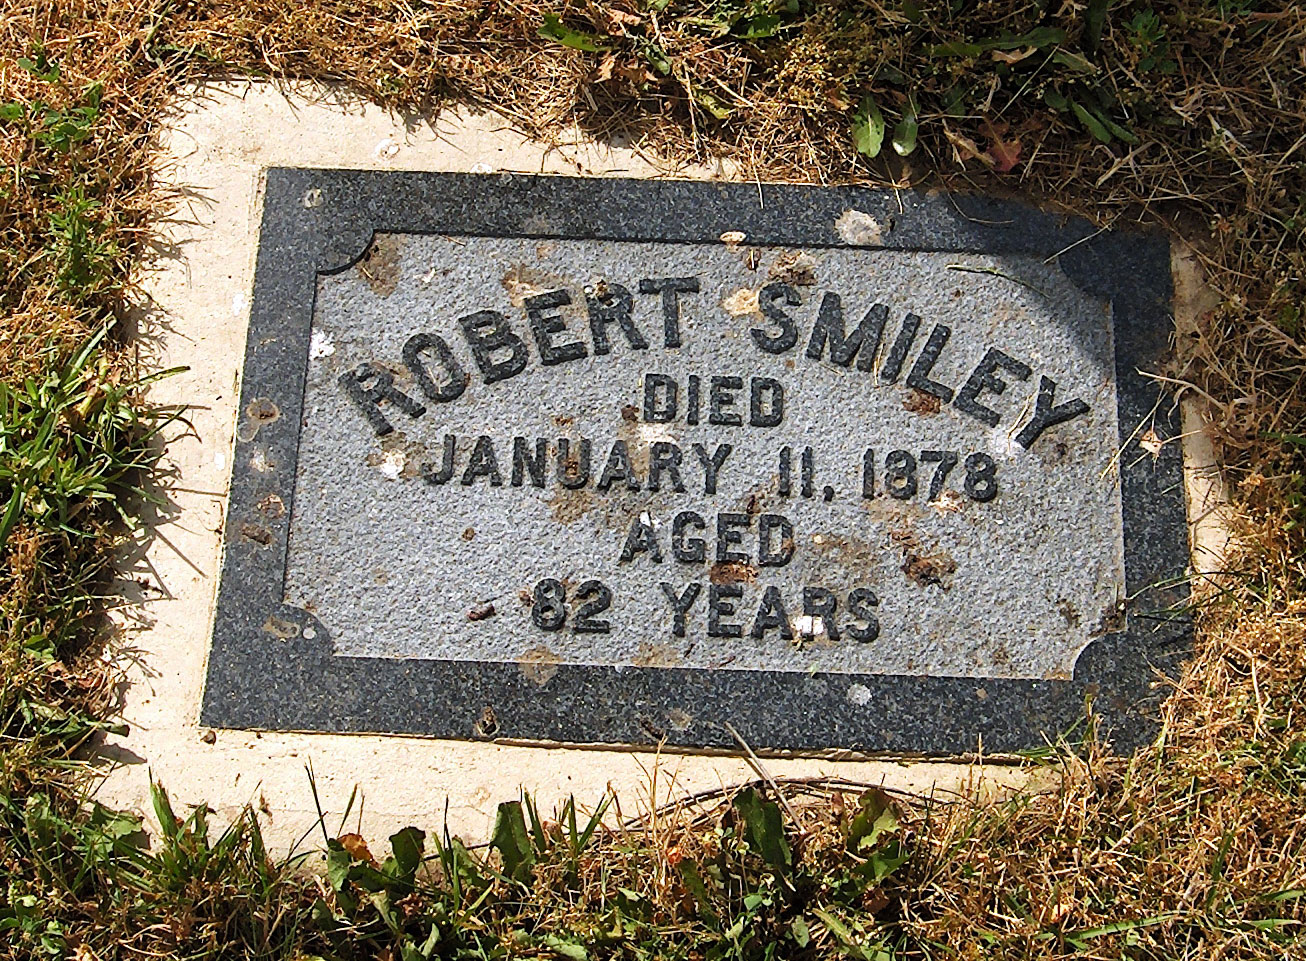 ROBERT SMILEY
DIED
JANUARY 11, 1878
AGED
82 YEARS